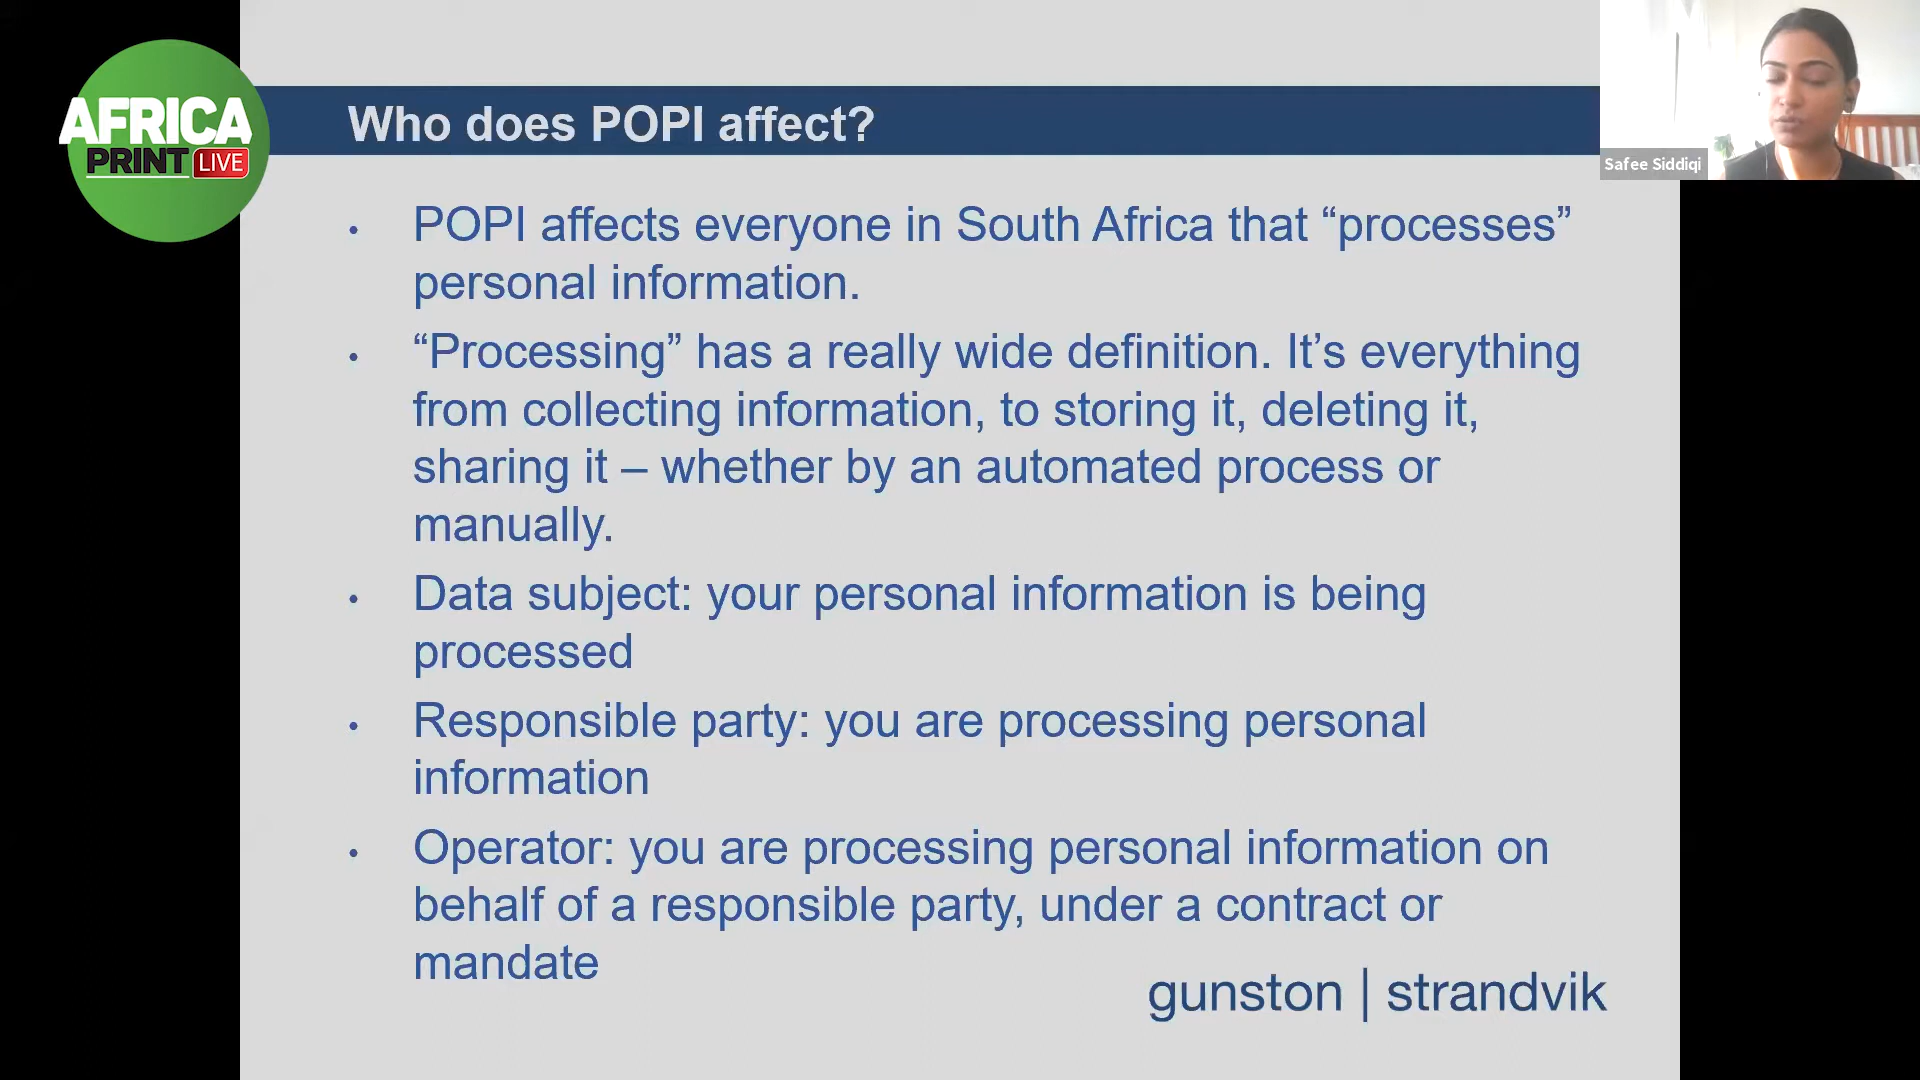 AFRICA
PRINT LIVE
Who does POPI affect?
Safee Siddiqi
• POPI affects everyone in South Africa that “processes”
personal information.
• “Processing” has a really wide definition. It’s everything
from collecting information, to storing it, deleting it,
sharing it – whether by an automated process or
manually.
• Data subject: your personal information is being
processed
• Responsible party: you are processing personal
information
• Operator: you are processing personal information on
behalf of a responsible party, under a contract or
mandate
gunston | strandvik